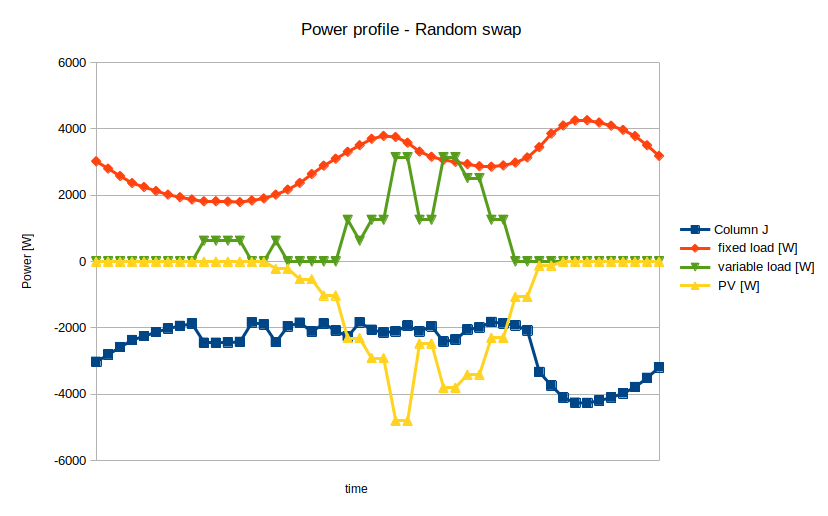 Power profile - Random swap
6000
4000
2000
0
-2000
-4000
-6000
Power [W]
time
Column J
fixed load [W]
variable load [W]
PV [W]